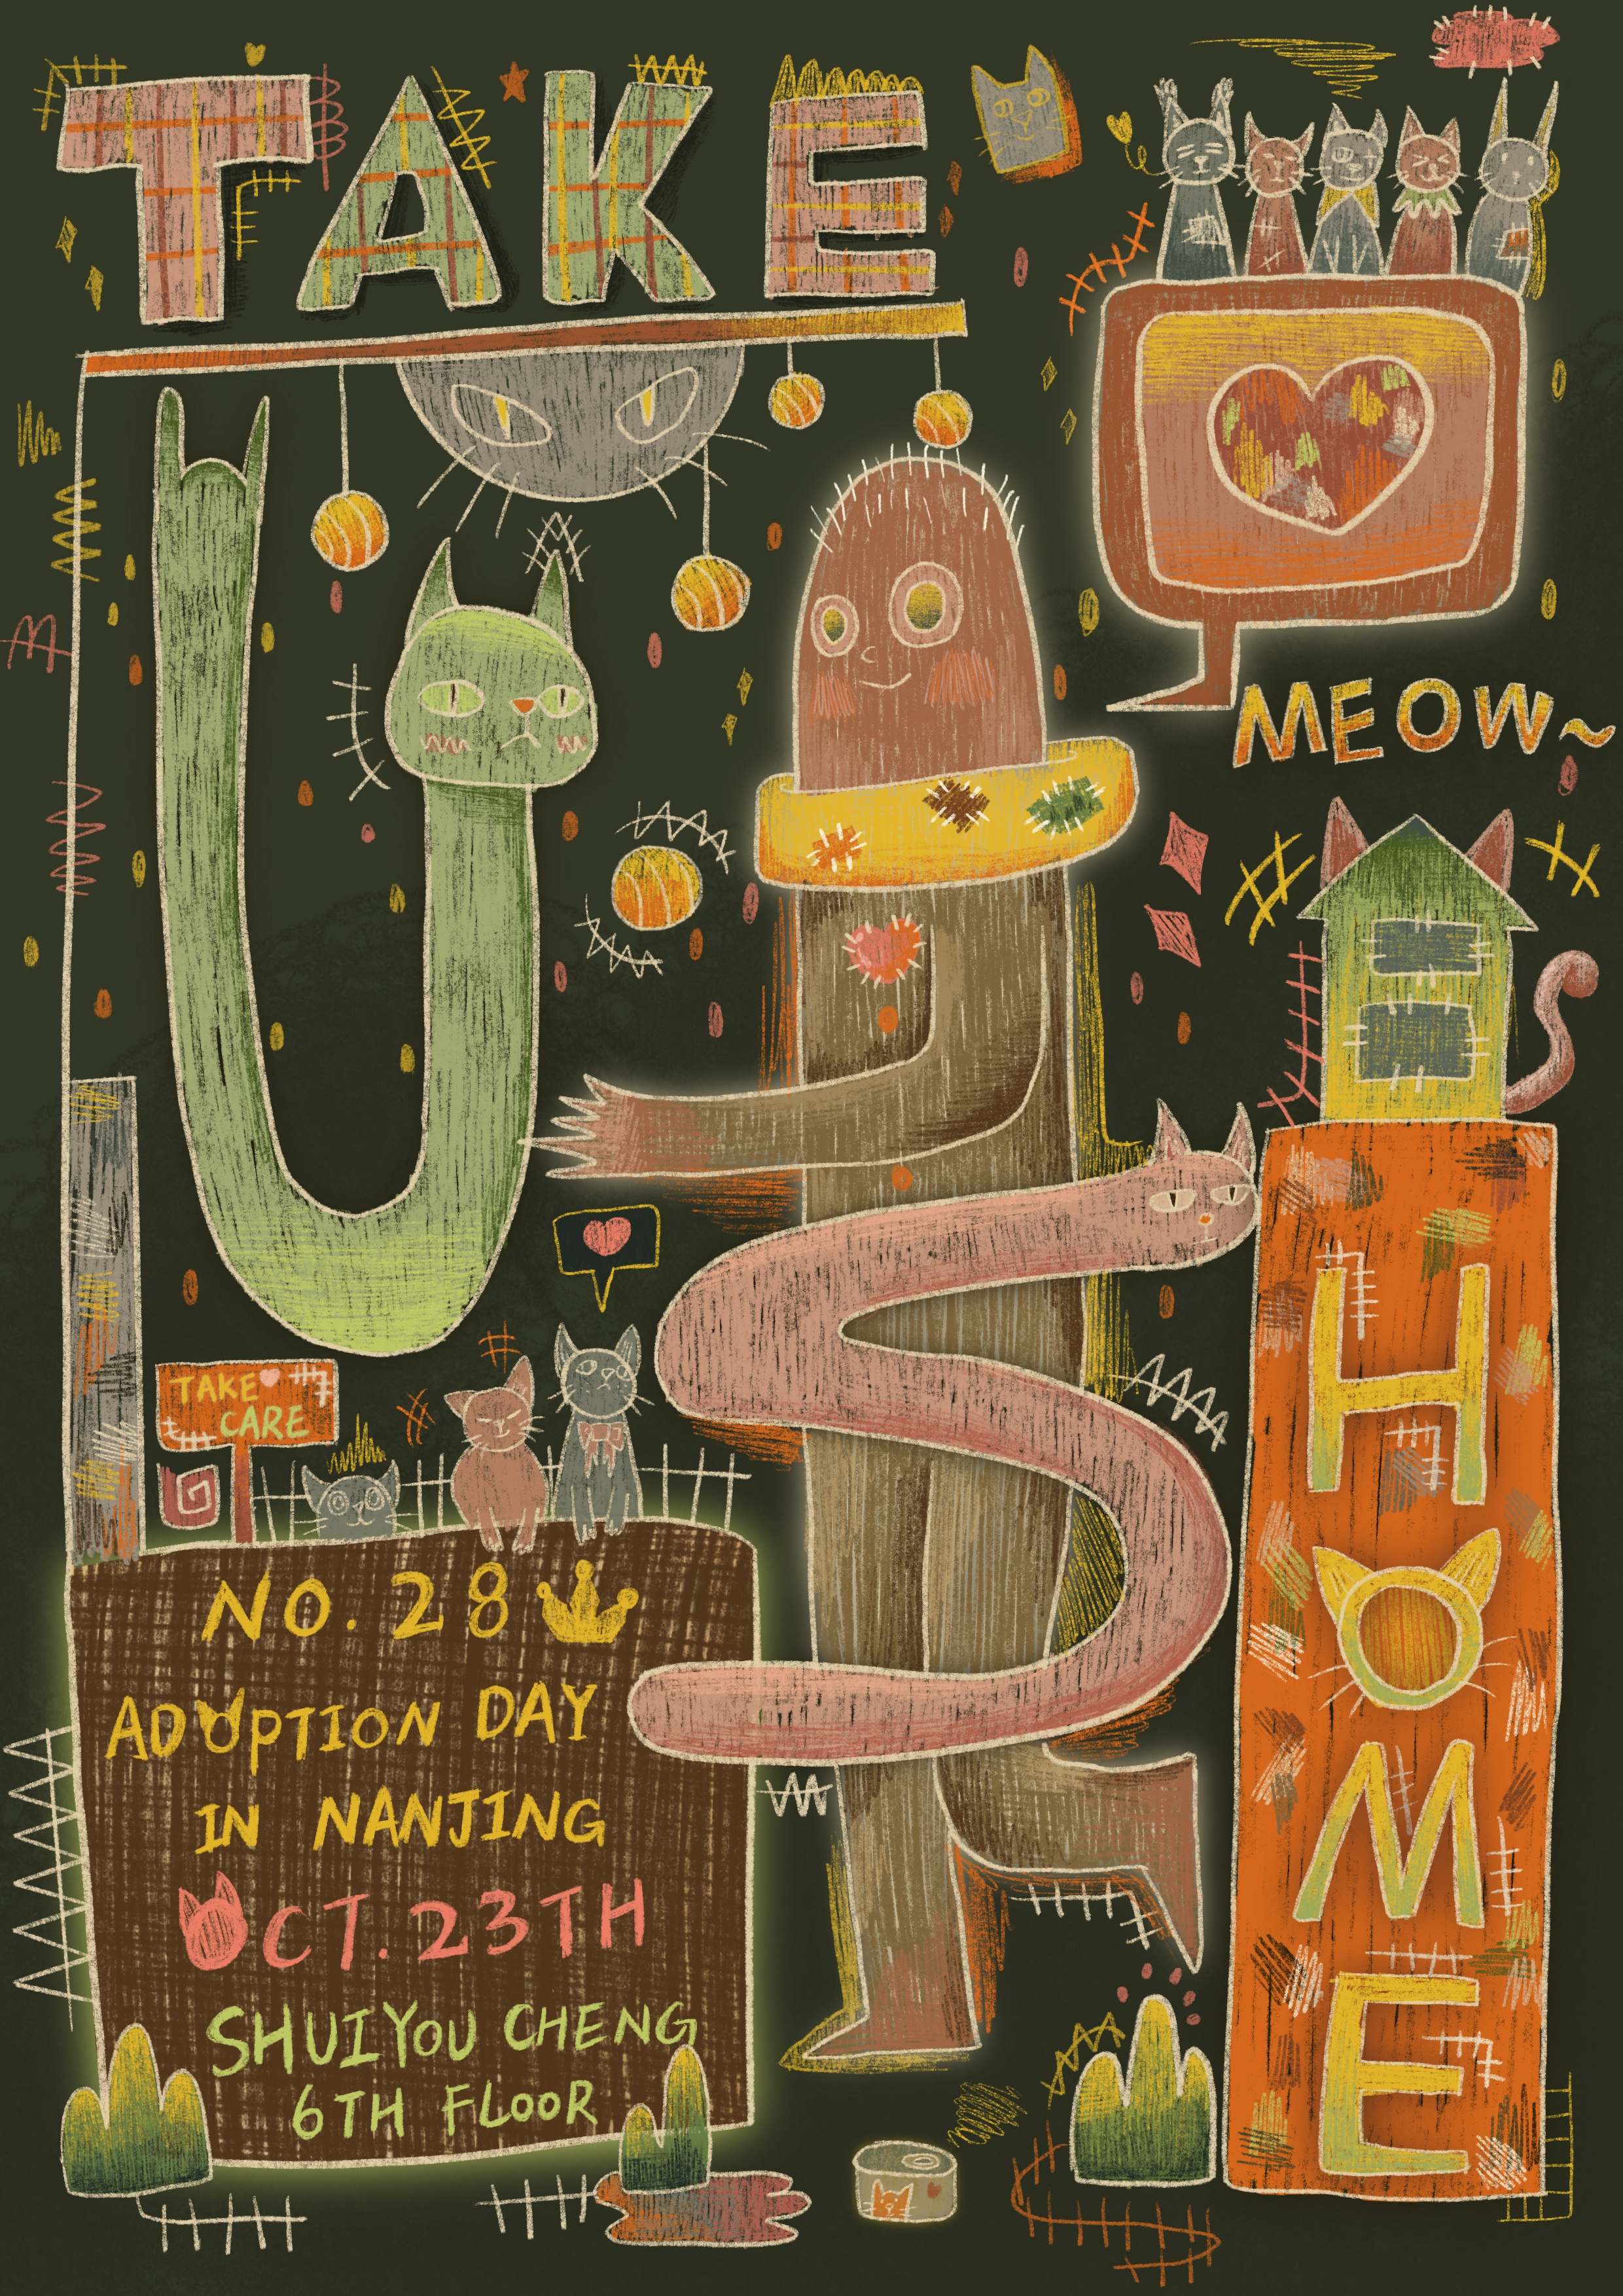 TAKE
US
HOME
MEOW~
TAKE
CARE
NO. 28
ADOPTION DAY
IN NANJING
OCT. 23TH
SHUIYOU CHENG
6TH FLOOR